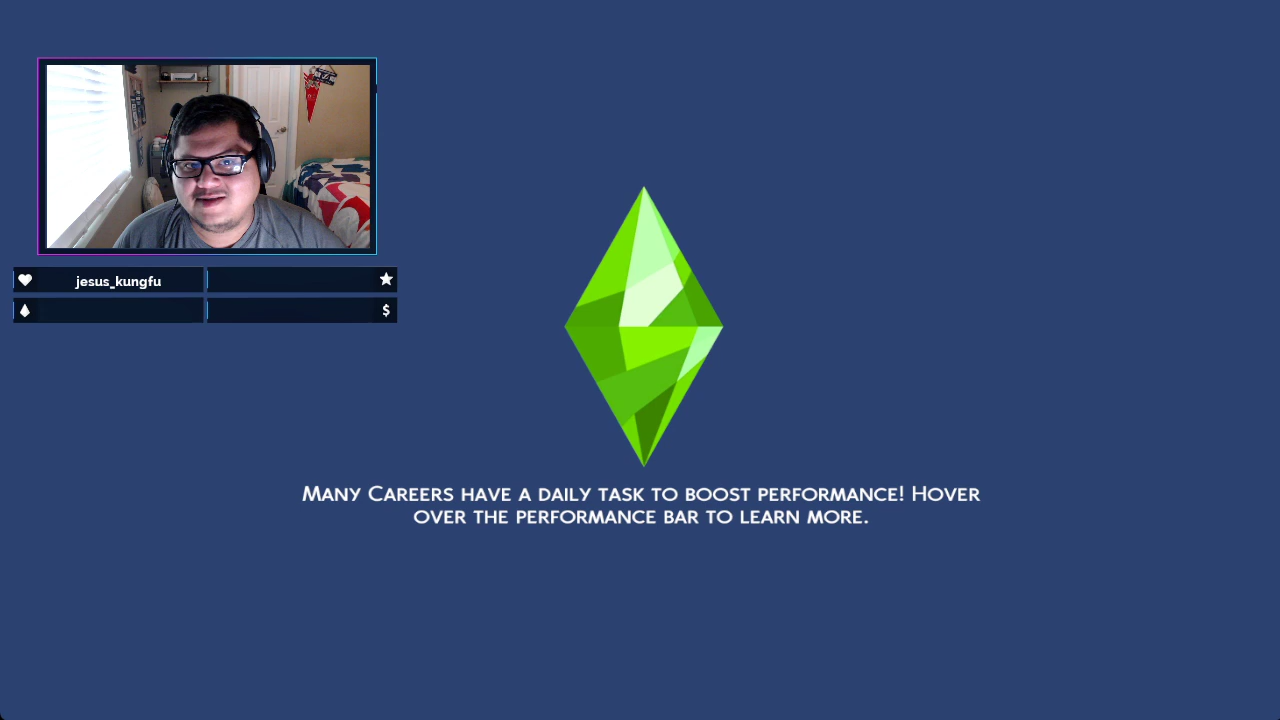 jesus_kungfu
$
Many Careers have a daily task to boost performance! Hover
over the performance bar to learn more.